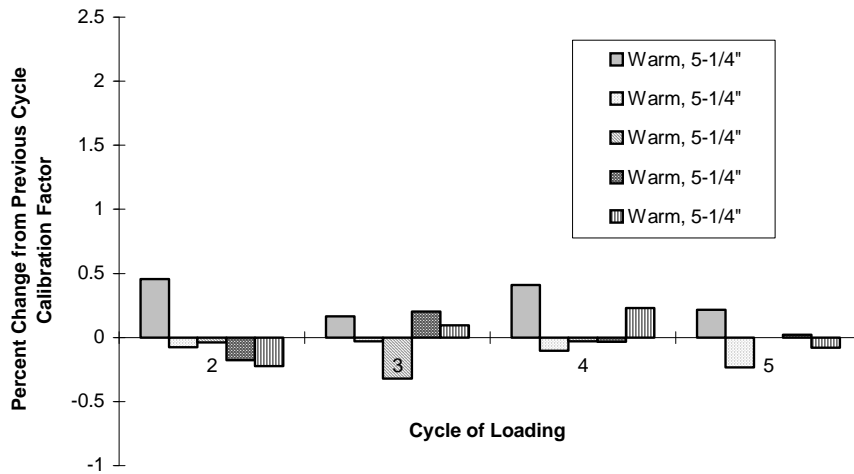 Percent Change from Previous Cycle
Calibration Factor
2.5
2
1.5
1
0.5
0
-0.5
-1
Warm, 5-1/4"
Warm, 5-1/4"
Warm, 5-1/4"
Warm, 5-1/4"
Warm, 5-1/4"
2
3
4
5
Cycle of Loading